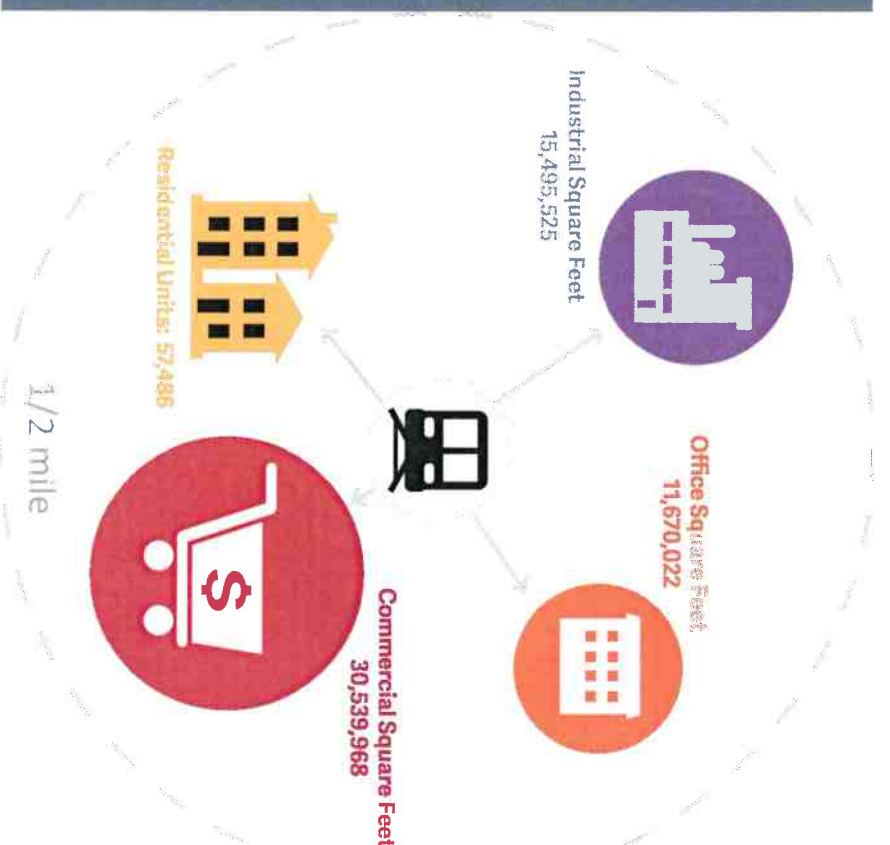 Office Square Feet
11,670,022
Industrial Square Feet
15,495,525
Commercial Square Feet
30,539,968
$
Residential Units: 57,486
1/2 mile